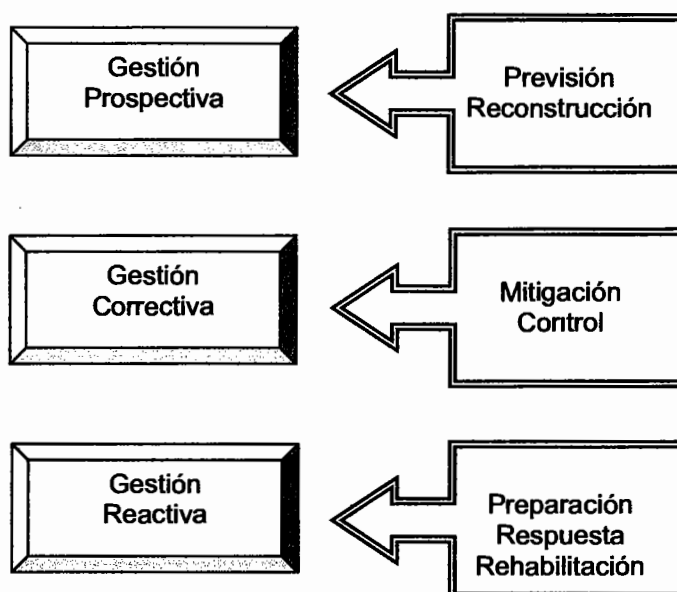 Gestión
Prospectiva
Previsión
Reconstrucción
Gestión
Correctiva
Mitigación
Control
Gestión
Reactiva
Preparación
Respuesta
Rehabilitación